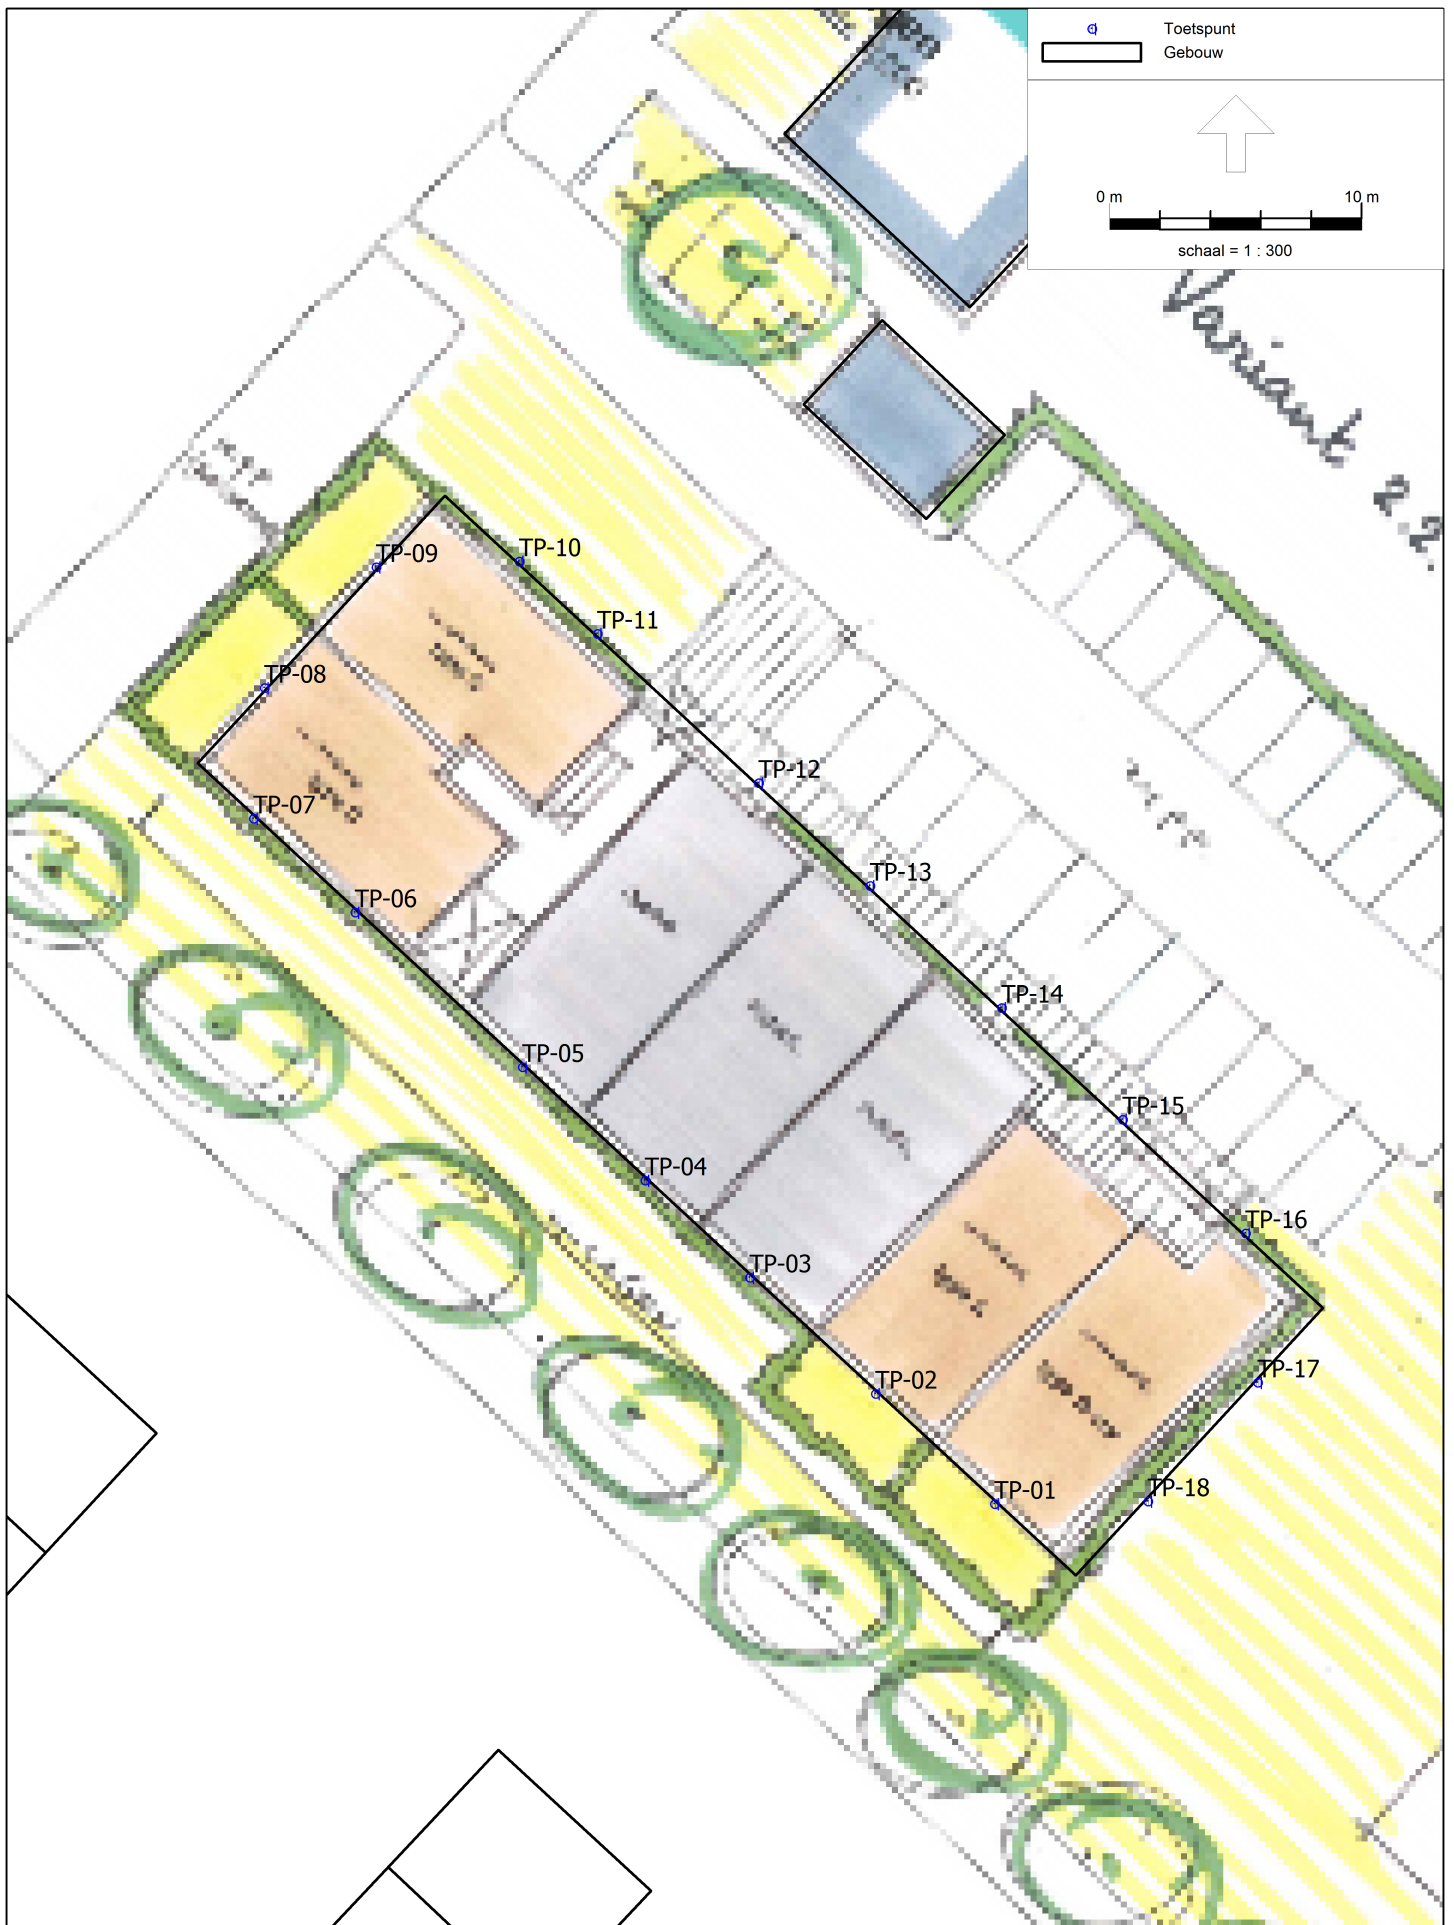 Toetspunt
Gebouw
0 m 10 m
schaal = 1 : 300
Variant 2.2.
TP-10
TP-09
TP-11
TP-08
TP-12
TP-07
TP-13
TP-06
TP-14
TP-05
TP-15
TP-04
TP-16
TP-03
TP-17
TP-02
TP-18
TP-01